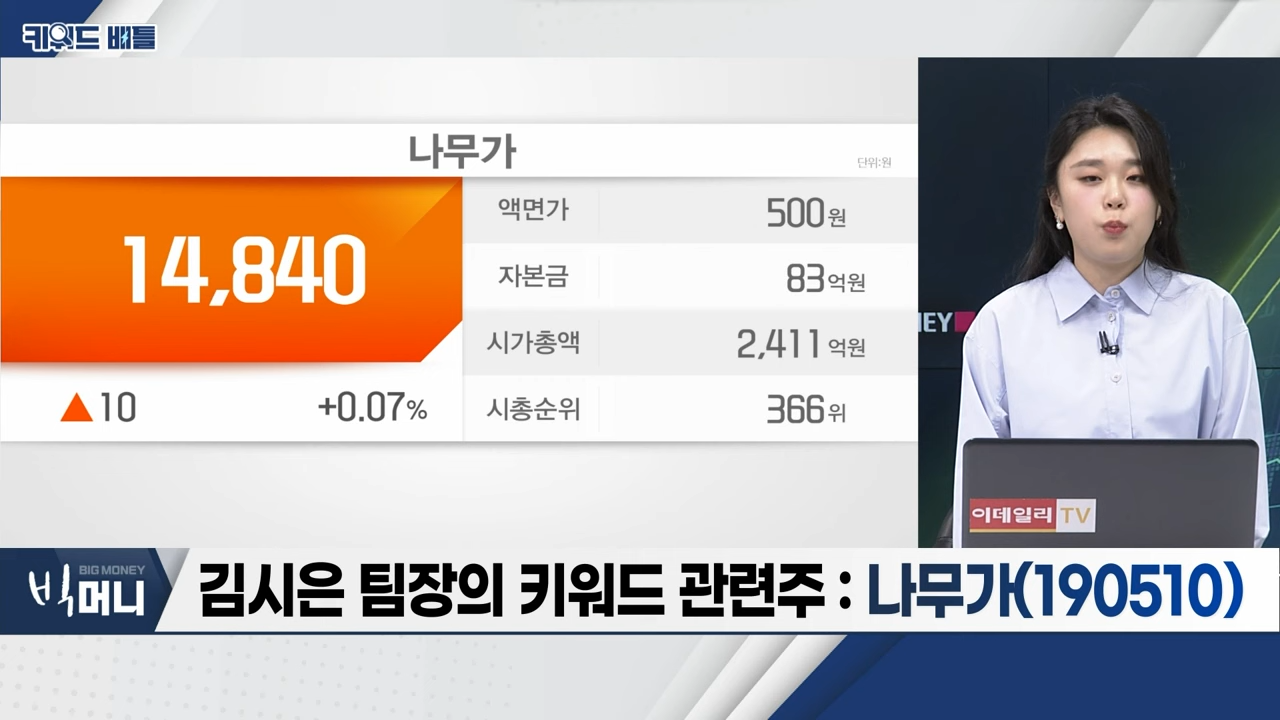 키워드 배틀
나무가
단위:원
14,840
▲10 +0.07%
액면가 500원
자본금 83억원
시가총액 2,411억원
시총순위 366위
NEY
이데일리 TV
BIG MONEY
빅머니
김시은 팀장의 키워드 관련주 : 나무가(190510)